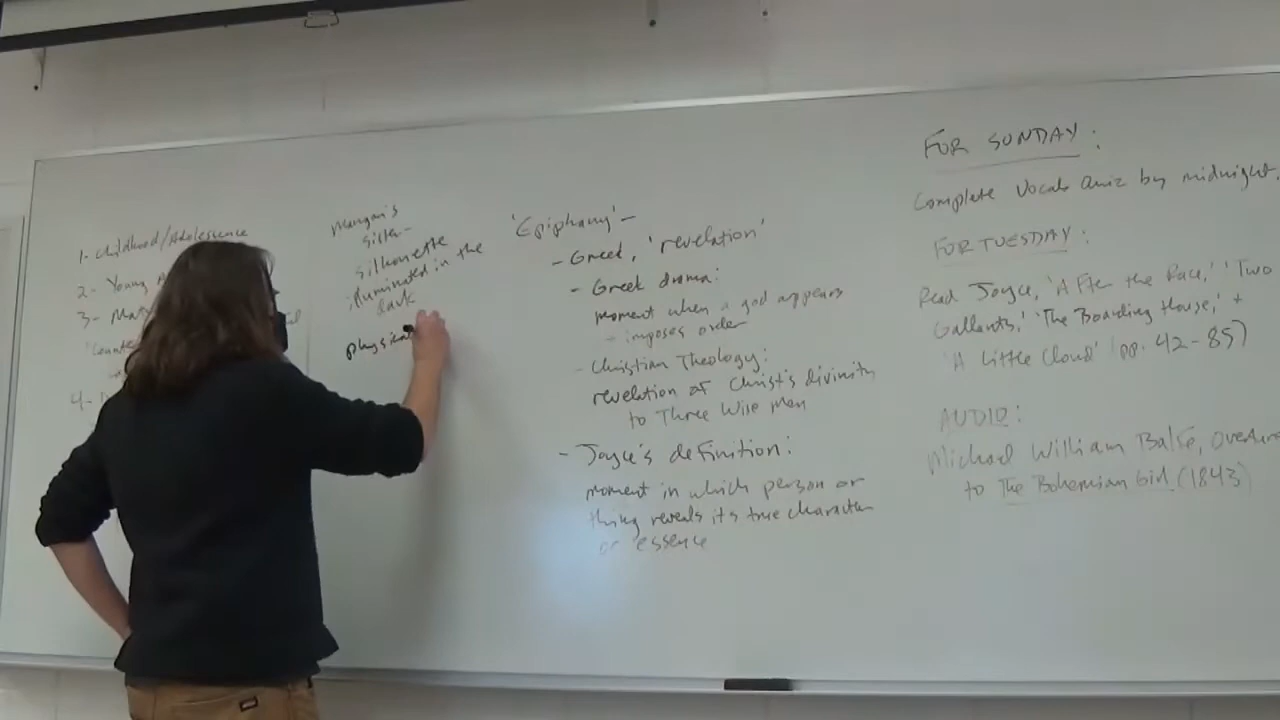 1- Childhood/Adolescence
2- Young
3- Mat
4-
Mangan's
sister-
silhouette
illuminated in the
dark
physical
'Epiphany'-
- Greek, 'revelation'
- Greek drama:
moment when a god appears
- imposes order
- Christian Theology:
revelation of Christ's divinity
to Three Wise Men
- Joyce's definition:
moment in which person or
thing reveals its true character
or essence
FOR SUNDAY:
Complete Vocab Quiz by midnight.
FOR TUESDAY:
Read Joyce, 'After the Race,' 'Two
Gallants,' 'The Boarding House,' +
'A Little Cloud' (pp. 42-85)
AUDIO:
Michael William Balfe, Overture
to The Bohemian Girl (1843)